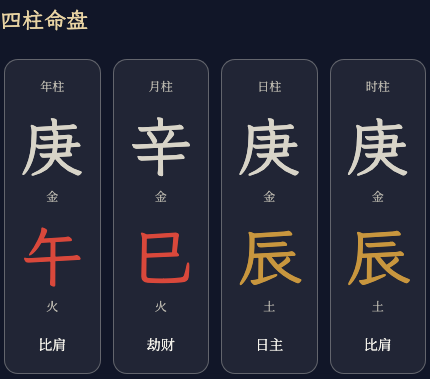 四柱命盘
年柱 月柱 日柱 时柱
庚 辛 庚 庚
金 金 金 金
午 巳 辰 辰
火 火 土 土
比肩 劫财 日主 比肩